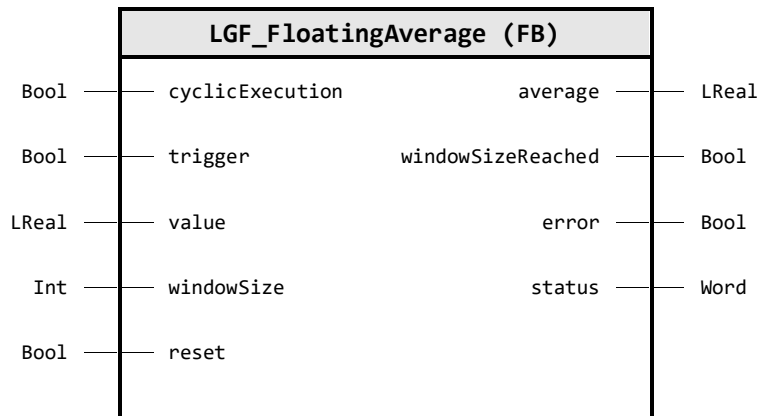 LGF_FloatingAverage (FB)
Bool cyclicExecution average LReal
Bool trigger windowSizeReached Bool
LReal value error Bool
Int windowSize status Word
Bool reset